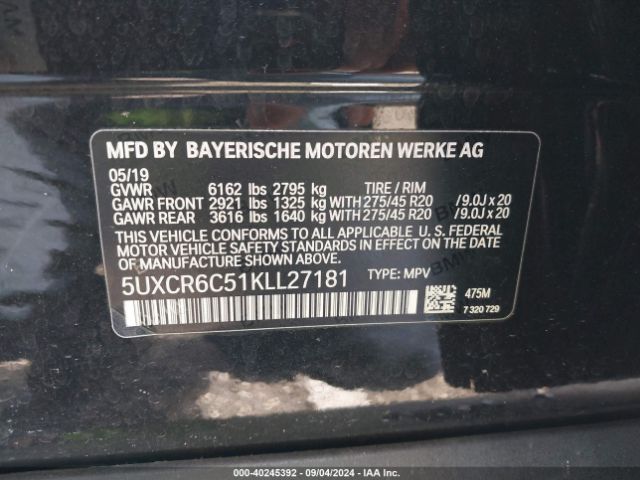 MFD BY BAYERISCHE MOTOREN WERKE AG
05/19
GVWR 6162 lbs 2795 kg TIRE / RIM
GAWR FRONT 2921 lbs 1325 kg WITH 275/45 R20 /9.0J x 20
GAWR REAR 3616 lbs 1640 kg WITH 275/45 R20 /9.0J x 20
THIS VEHICLE CONFORMS TO ALL APPLICABLE U. S. FEDERAL
MOTOR VEHICLE SAFETY STANDARDS IN EFFECT ON THE DATE
OF MANUFACTURE SHOWN ABOVE.
5UXCR6C51KLL27181 TYPE: MPV
475M
7 320 729
000-40245392 - 09/04/2024 - IAA Inc.